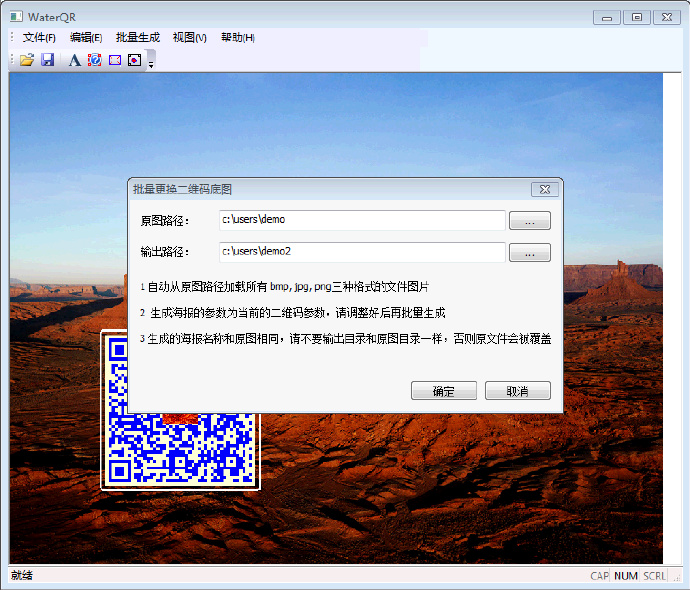 WaterQR
文件(F) 编辑(E) 批量生成 视图(V) 帮助(H)
A
批量更换二维码底图
原图路径： c:\users\demo ...
输出路径： c:\users\demo2 ...
1 自动从原图路径加载所有 bmp, jpg, png三种格式的文件图片
2 生成海报的参数为当前的二维码参数，请调整好后再批量生成
3 生成的海报名称和原图相同，请不要输出目录和原图目录一样，否则原文件会被覆盖
确定 取消
就绪 CAP NUM SCRL